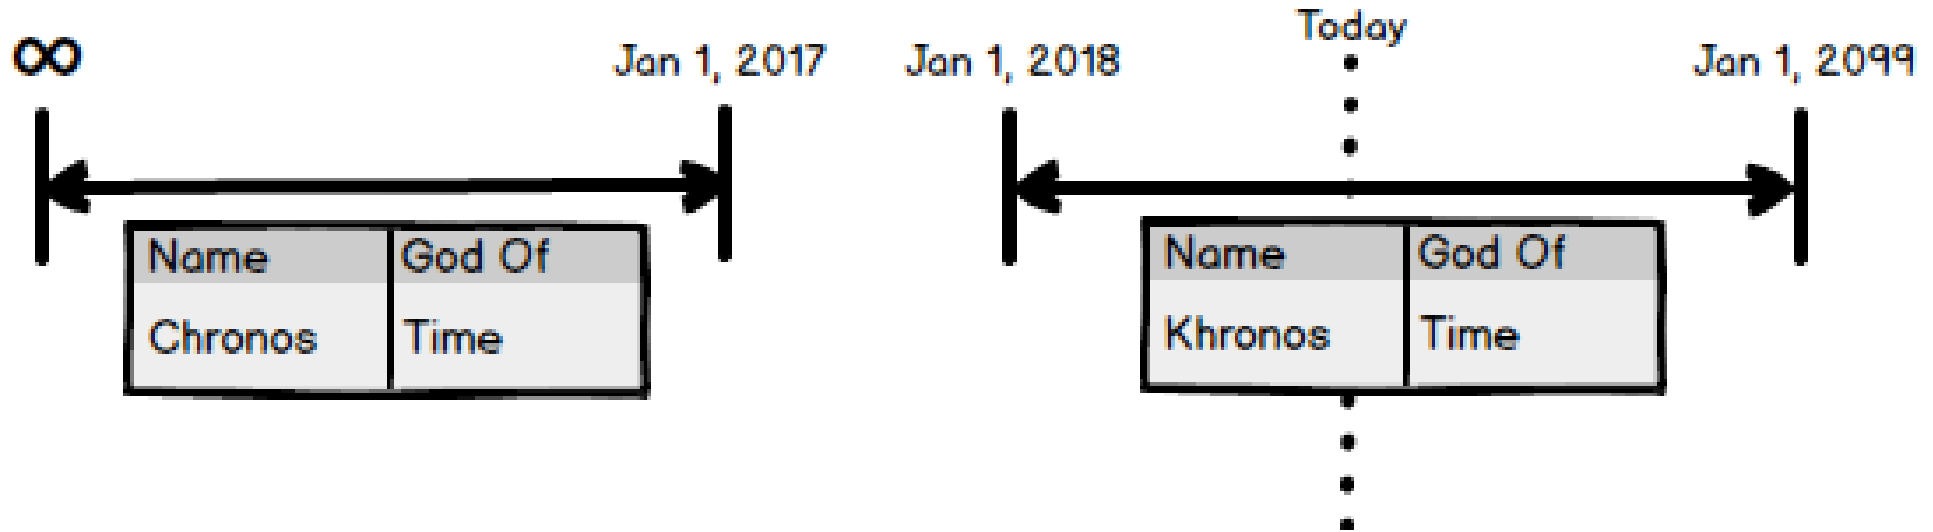 ∞
Jan 1, 2017
Name God Of
Chronos Time
Today
Jan 1, 2018
Jan 1, 2099
Name God Of
Khronos Time